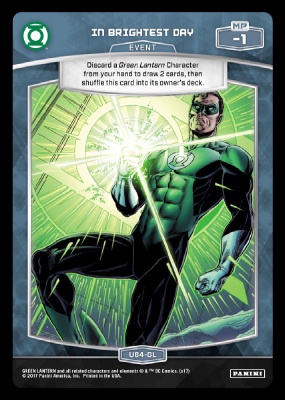 IN BRIGHTEST DAY
MP
-1
EVENT
Discard a Green Lantern Character
from your hand to draw 2 cards, then
shuffle this card into its owner's deck.
U64-GL
GREEN LANTERN and all related characters and elements © & ™ DC Comics. (s17)
© 2017 Panini America, Inc. Printed in the USA.
PANINI